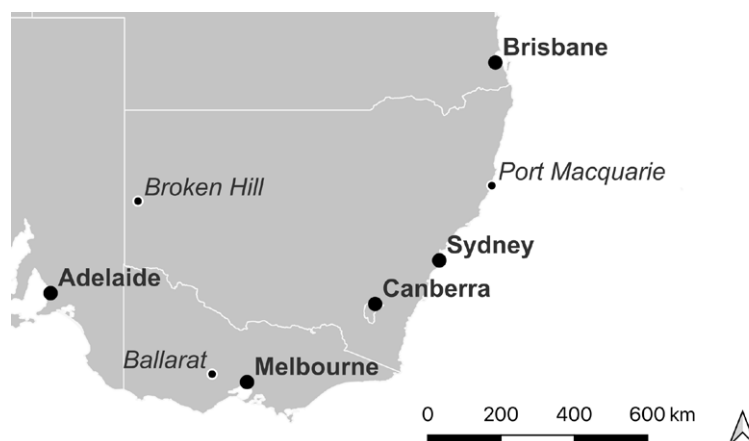 Brisbane
Port Macquarie
Broken Hill
Sydney
Adelaide
Canberra
Ballarat
Melbourne
0 200 400 600 km